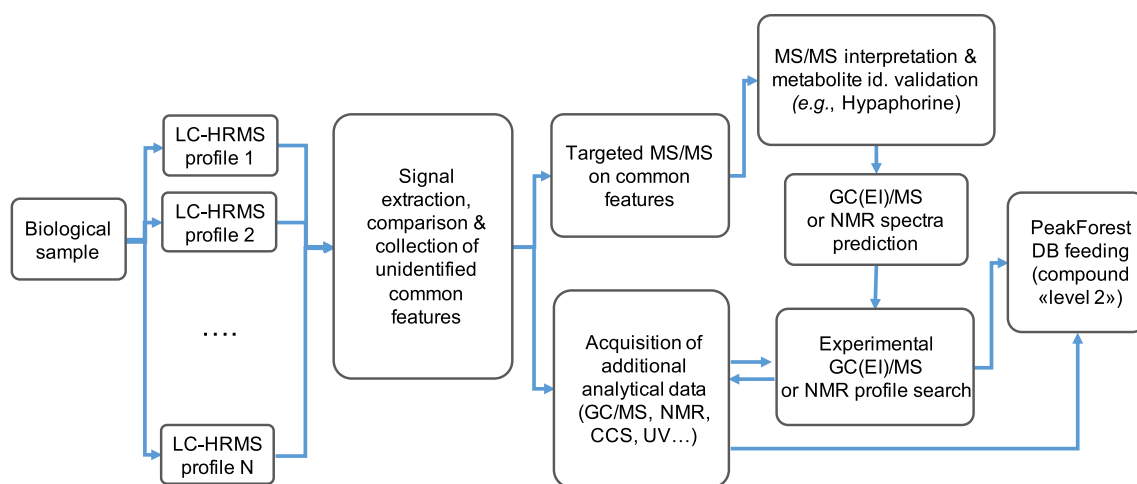 Biological
sample
LC-HRMS
profile 1
LC-HRMS
profile 2
....
LC-HRMS
profile N
Signal
extraction,
comparison &
collection of
unidentified
common
features
Targeted MS/MS
on common
features
Acquisition of
additional
analytical data
(GC/MS, NMR,
CCS, UV…)
MS/MS interpretation &
metabolite id. validation
(e.g., Hypaphorine)
GC(EI)/MS
or NMR spectra
prediction
Experimental
GC(EI)/MS
or NMR profile search
PeakForest
DB feeding
(compound
«level 2»)